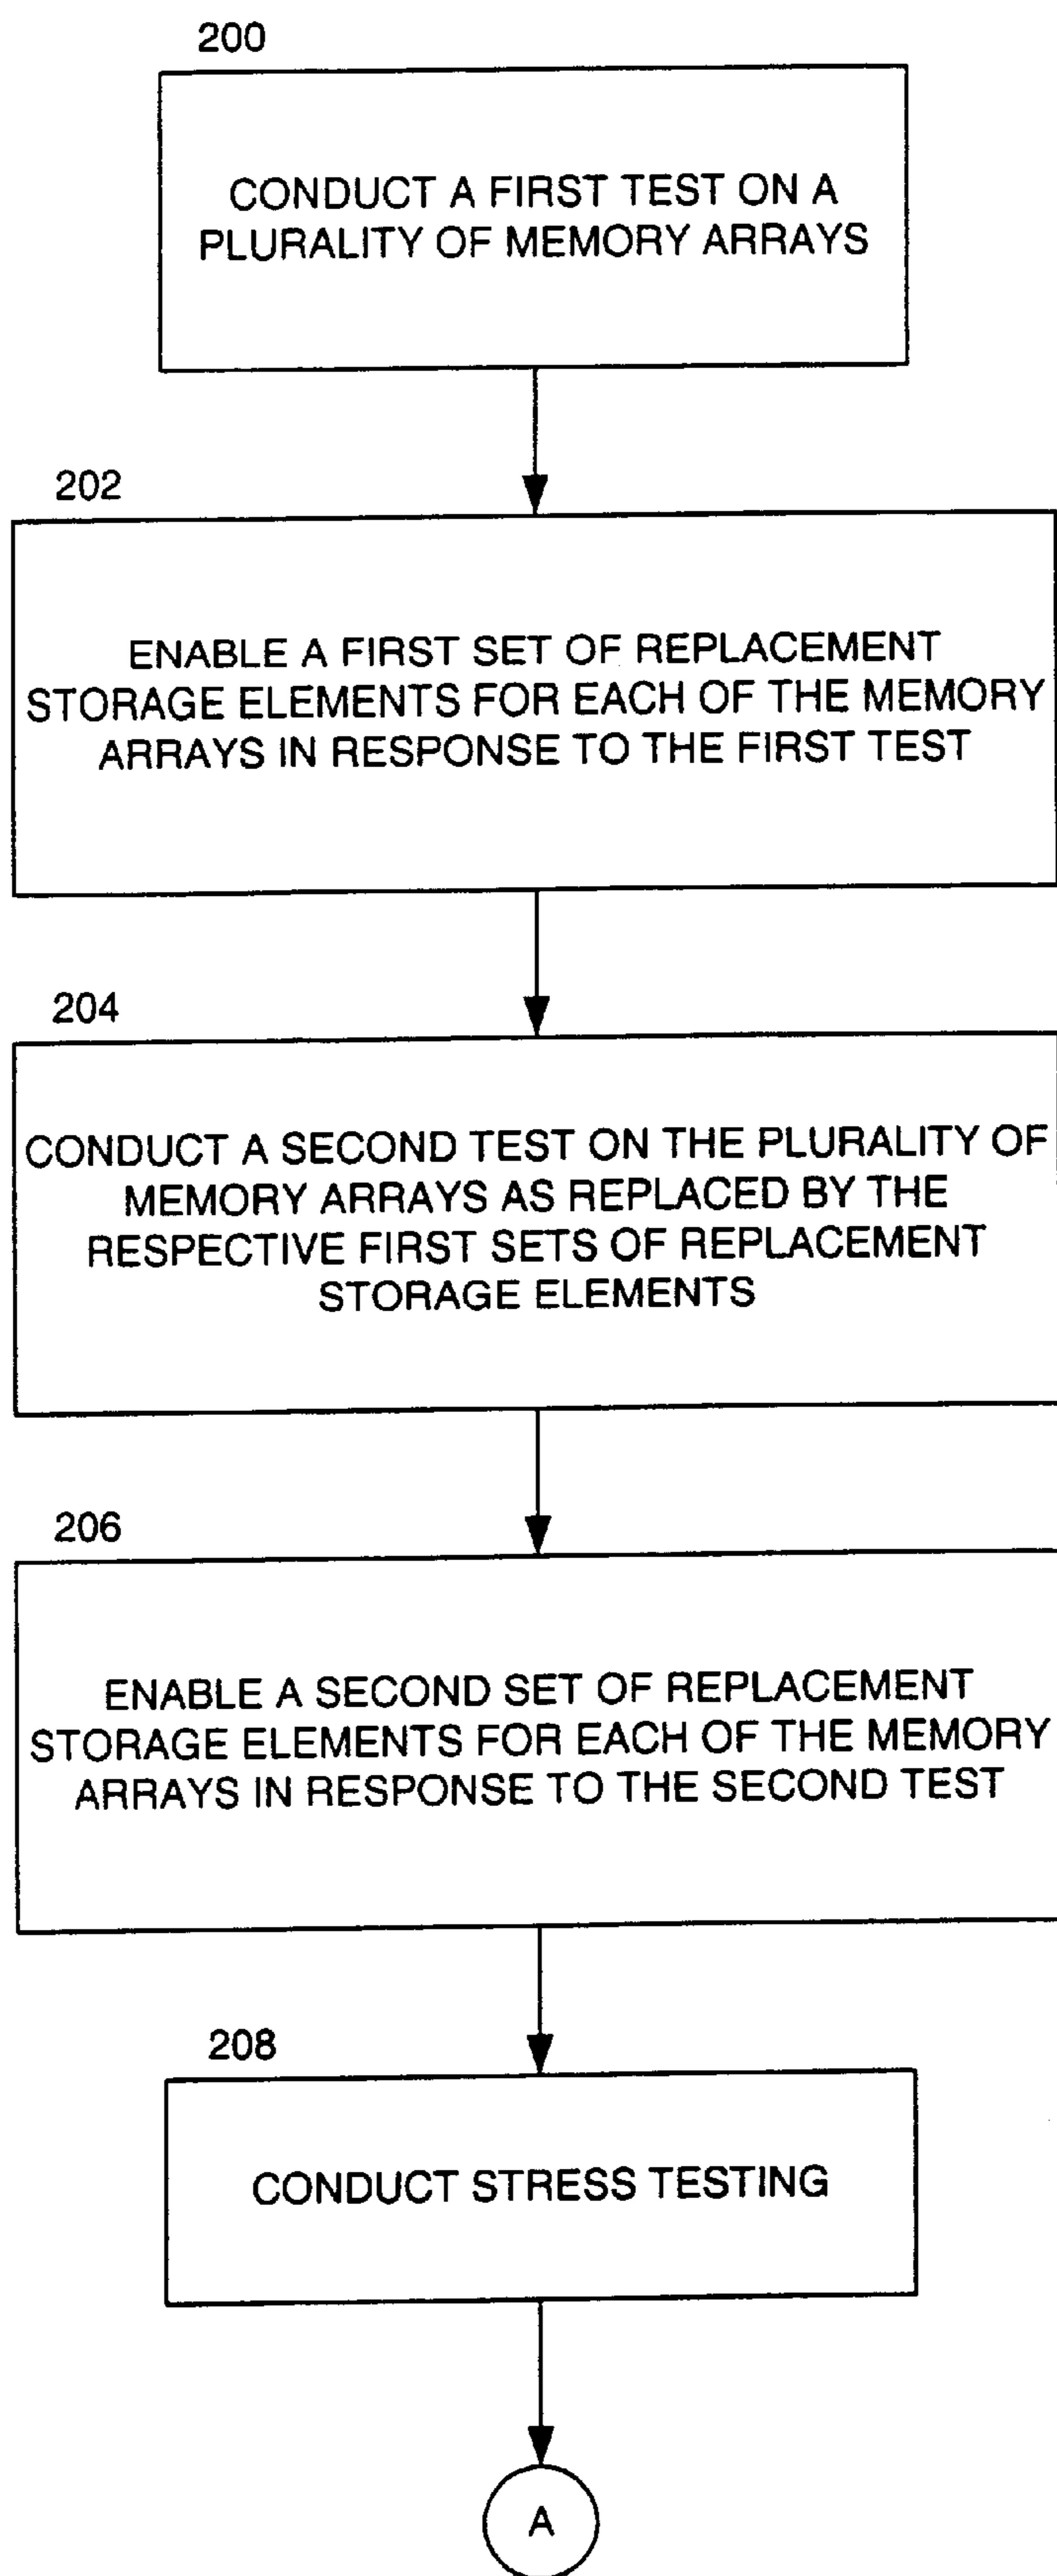 200
CONDUCT A FIRST TEST ON A
PLURALITY OF MEMORY ARRAYS
202
ENABLE A FIRST SET OF REPLACEMENT
STORAGE ELEMENTS FOR EACH OF THE MEMORY
ARRAYS IN RESPONSE TO THE FIRST TEST
204
CONDUCT A SECOND TEST ON THE PLURALITY OF
MEMORY ARRAYS AS REPLACED BY THE
RESPECTIVE FIRST SETS OF REPLACEMENT
STORAGE ELEMENTS
206
ENABLE A SECOND SET OF REPLACEMENT
STORAGE ELEMENTS FOR EACH OF THE MEMORY
ARRAYS IN RESPONSE TO THE SECOND TEST
208
CONDUCT STRESS TESTING
A